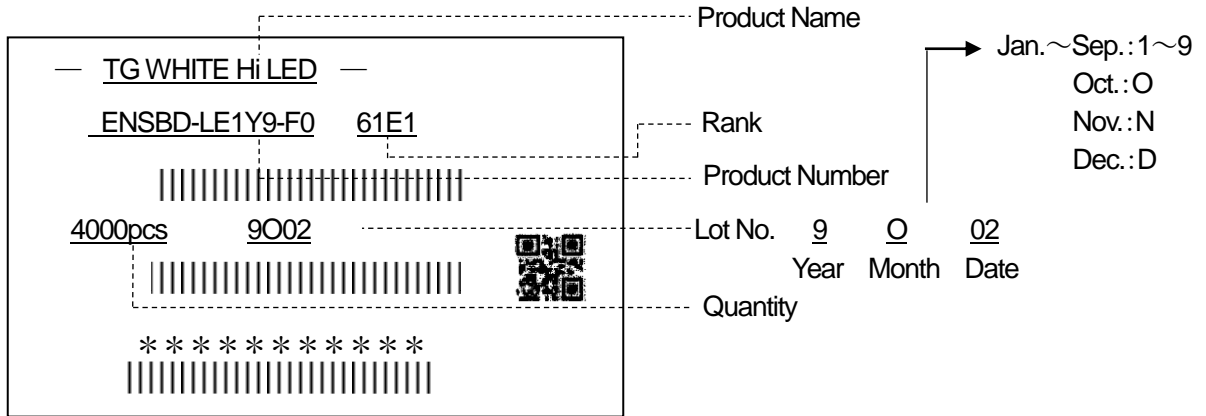 Product Name
Jan.～Sep.:1～9
— TG WHITE Hi LED —
Oct.:O
ENSBD-LE1Y9-F0 61E1
Rank
Nov.:N
Dec.:D
Product Number
4000pcs 9O02
Lot No. 9 O 02
Year Month Date
Quantity
＊＊＊＊＊＊＊＊＊＊＊